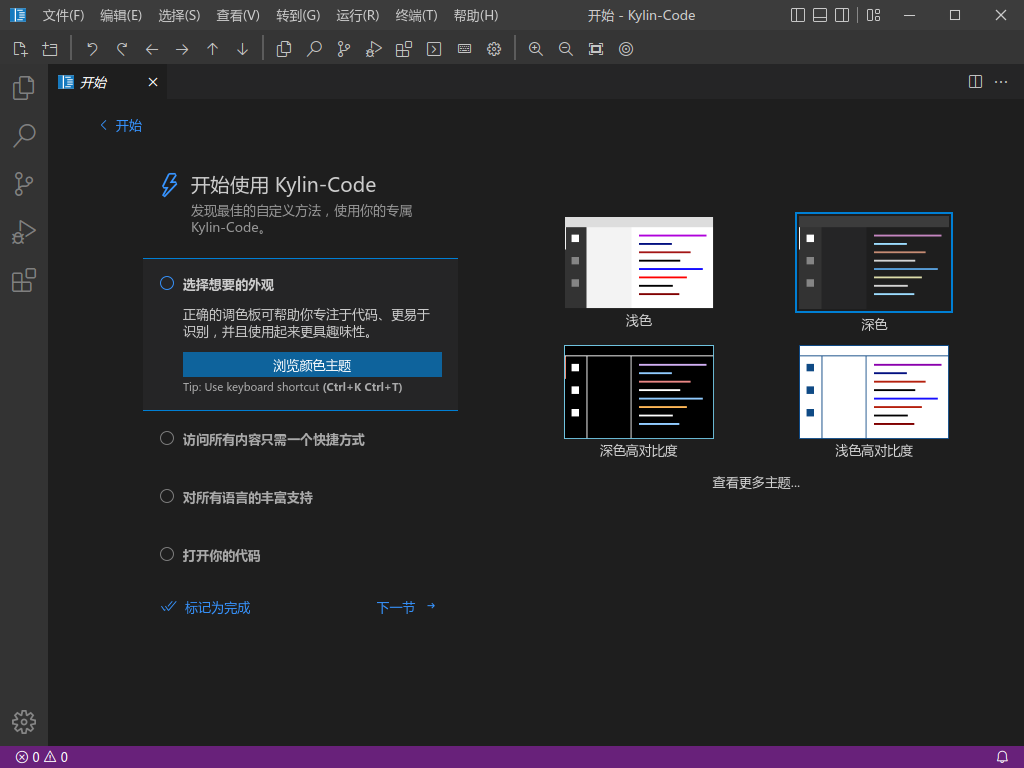 文件(F) 编辑(E) 选择(S) 查看(V) 转到(G) 运行(R) 终端(T) 帮助(H) 开始 - Kylin-Code
开始
开始
开始使用 Kylin-Code
发现最佳的自定义方法，使用你的专属
Kylin-Code。
选择想要的外观
正确的调色板可帮助你专注于代码、更易于
识别，并且使用起来更具趣味性。
浏览颜色主题
Tip: Use keyboard shortcut (Ctrl+K Ctrl+T)
访问所有内容只需一个快捷方式
对所有语言的丰富支持
打开你的代码
标记为完成 下一节
浅色 深色
深色高对比度 浅色高对比度
查看更多主题...
0 0